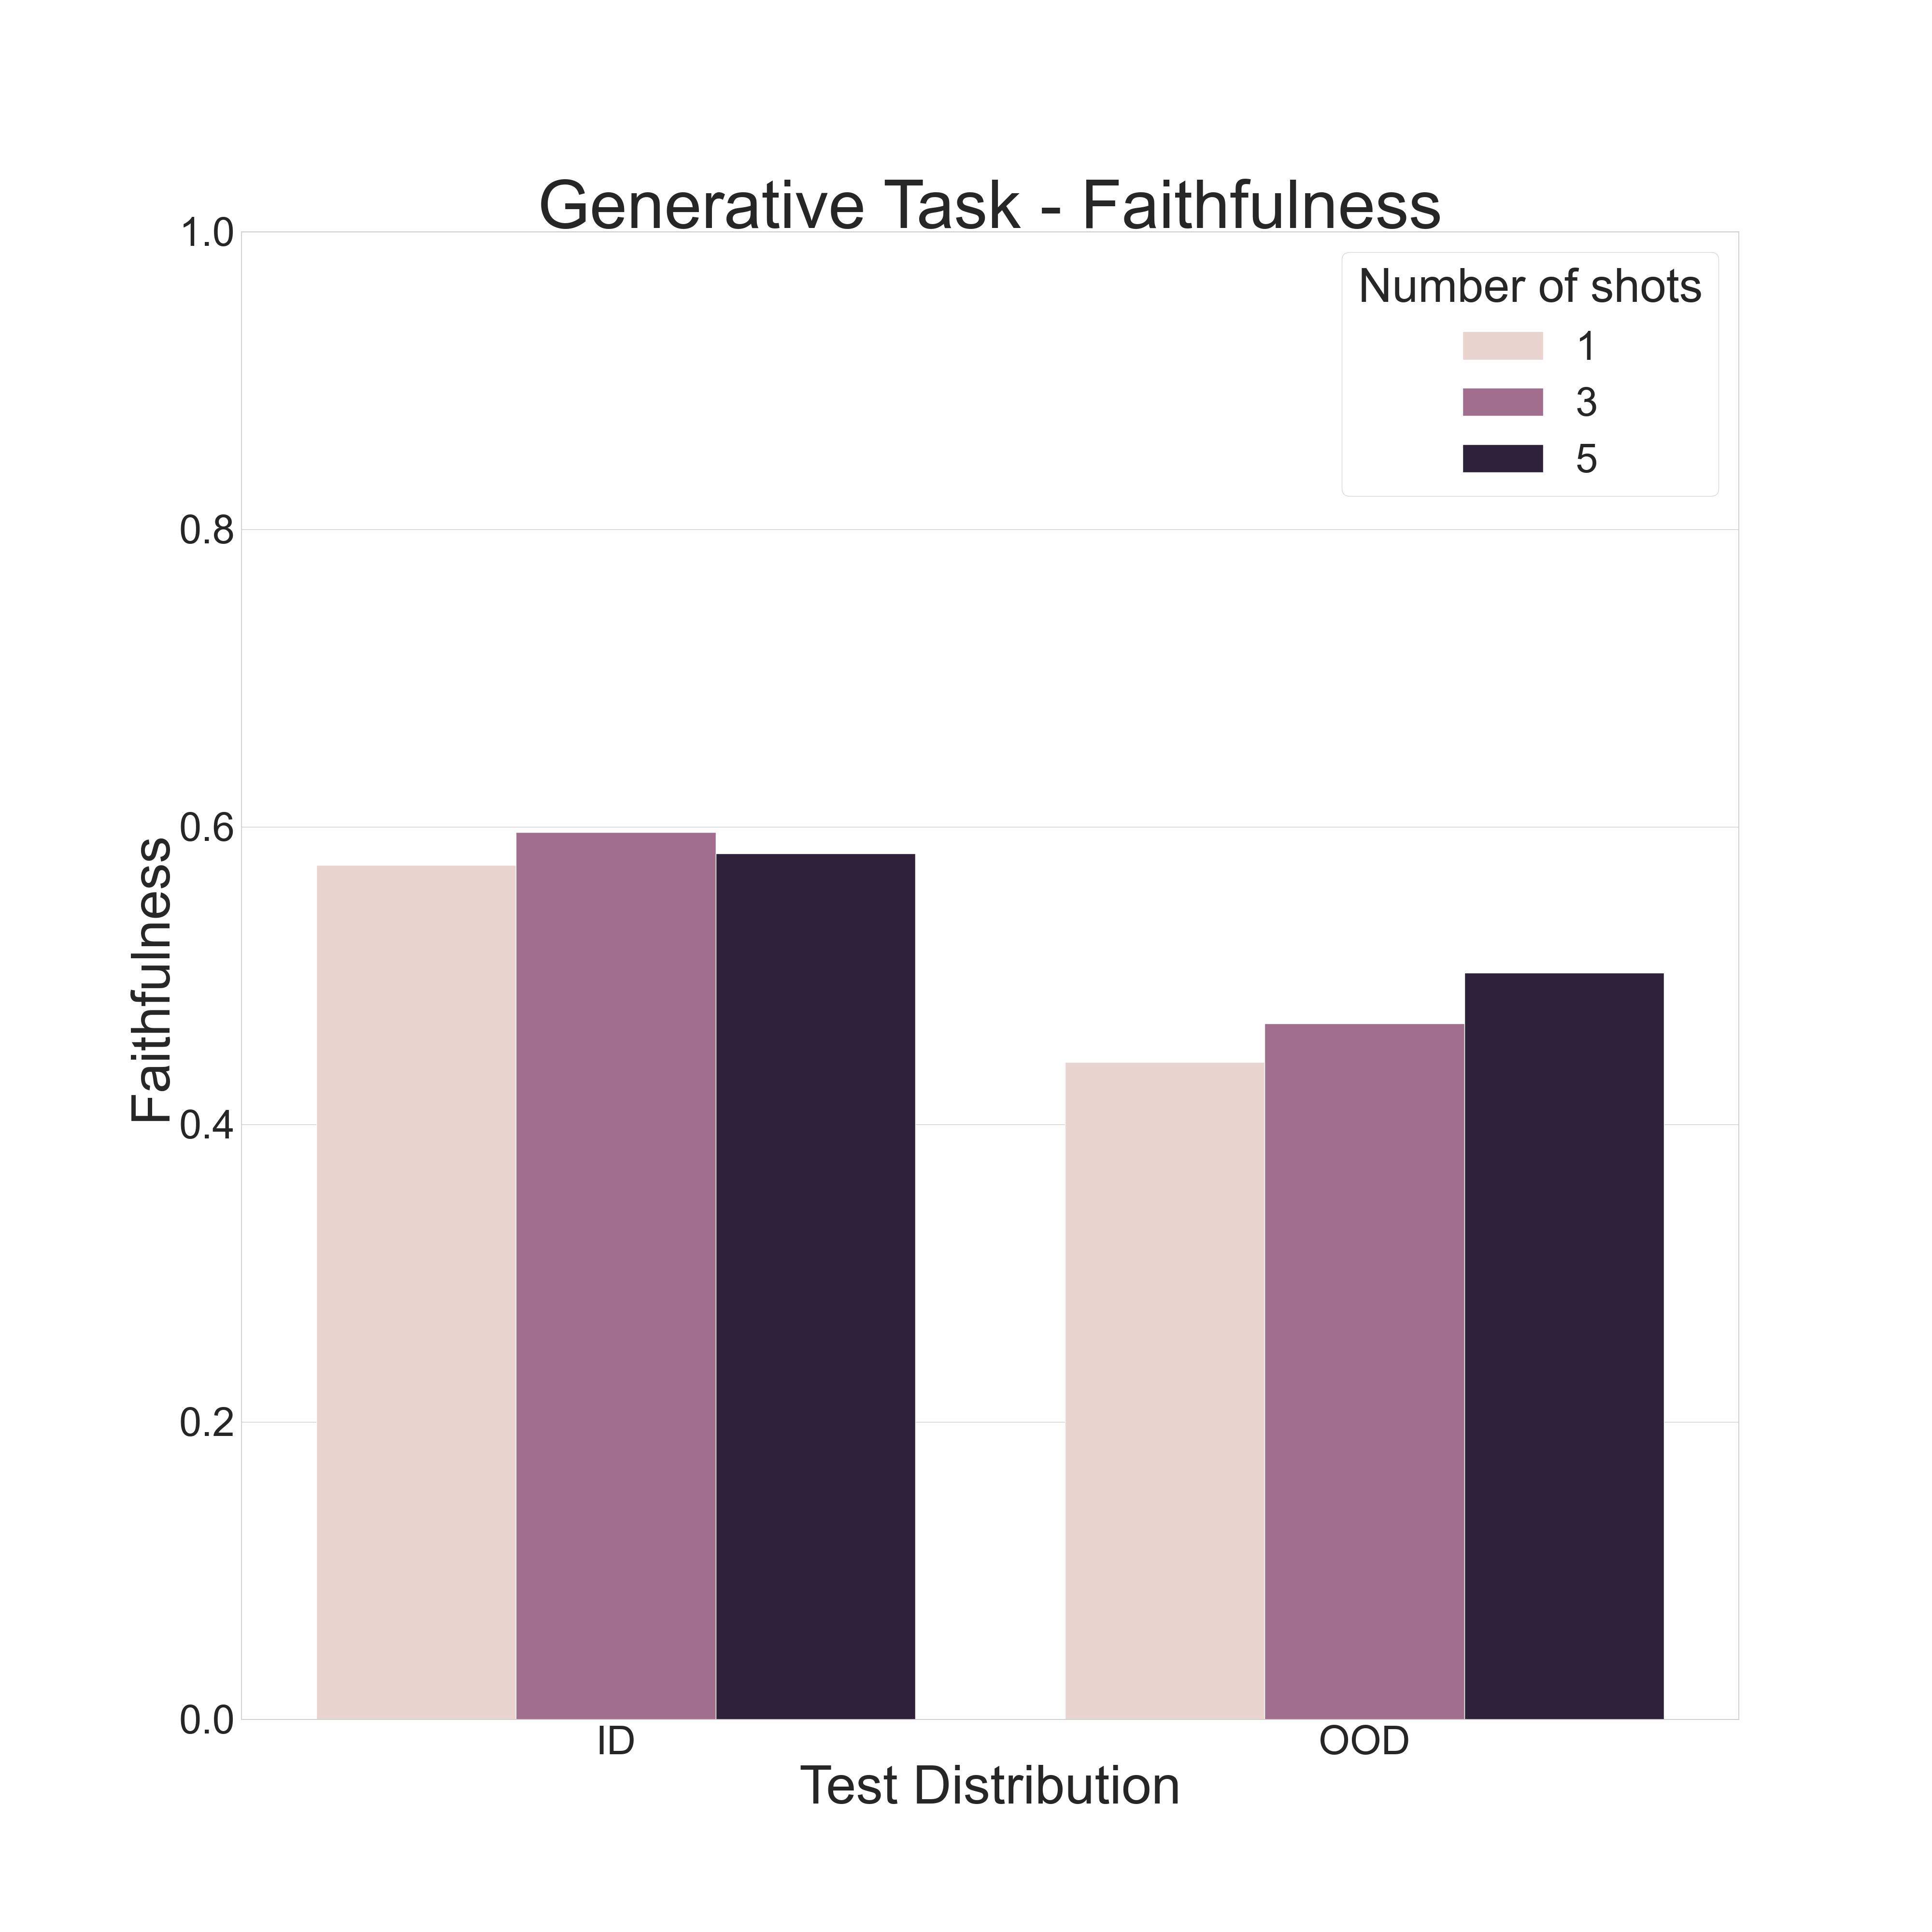 Generative Task - Faithfulness
1.0
0.8
0.6
0.4
0.2
0.0
Faithfulness
Number of shots
1
3
5
ID
OOD
Test Distribution